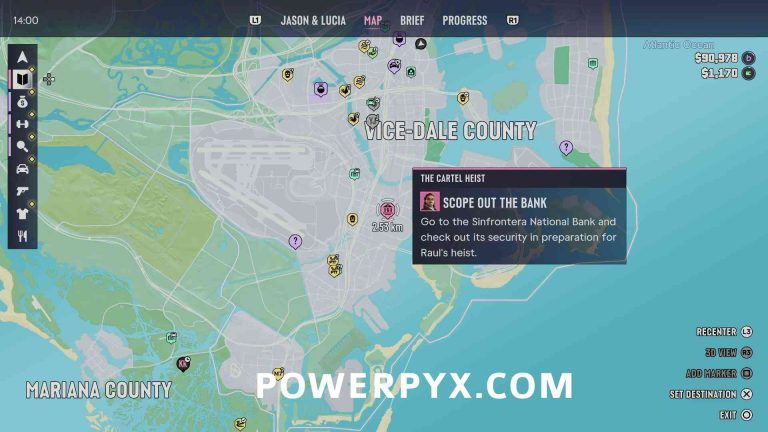 14:00
L1 JASON & LUCIA MAP BRIEF PROGRESS R1
Atlantic Ocean
$90,978
$1,170
VICE-DALE COUNTY
THE CARTEL HEIST
SCOPE OUT THE BANK
Go to the Sinfrontera National Bank and
check out its security in preparation for
Raul's heist.
2.53 km
RECENTER L3
3D VIEW R3
ADD MARKER
SET DESTINATION
EXIT
MARIANA COUNTY
POWERPYX.COM